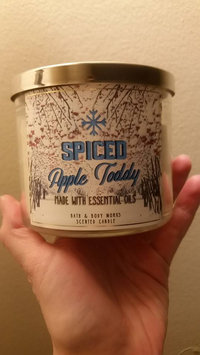 SPICED
Apple Toddy
MADE WITH ESSENTIAL OILS
BATH & BODY WORKS
SCENTED CANDLE